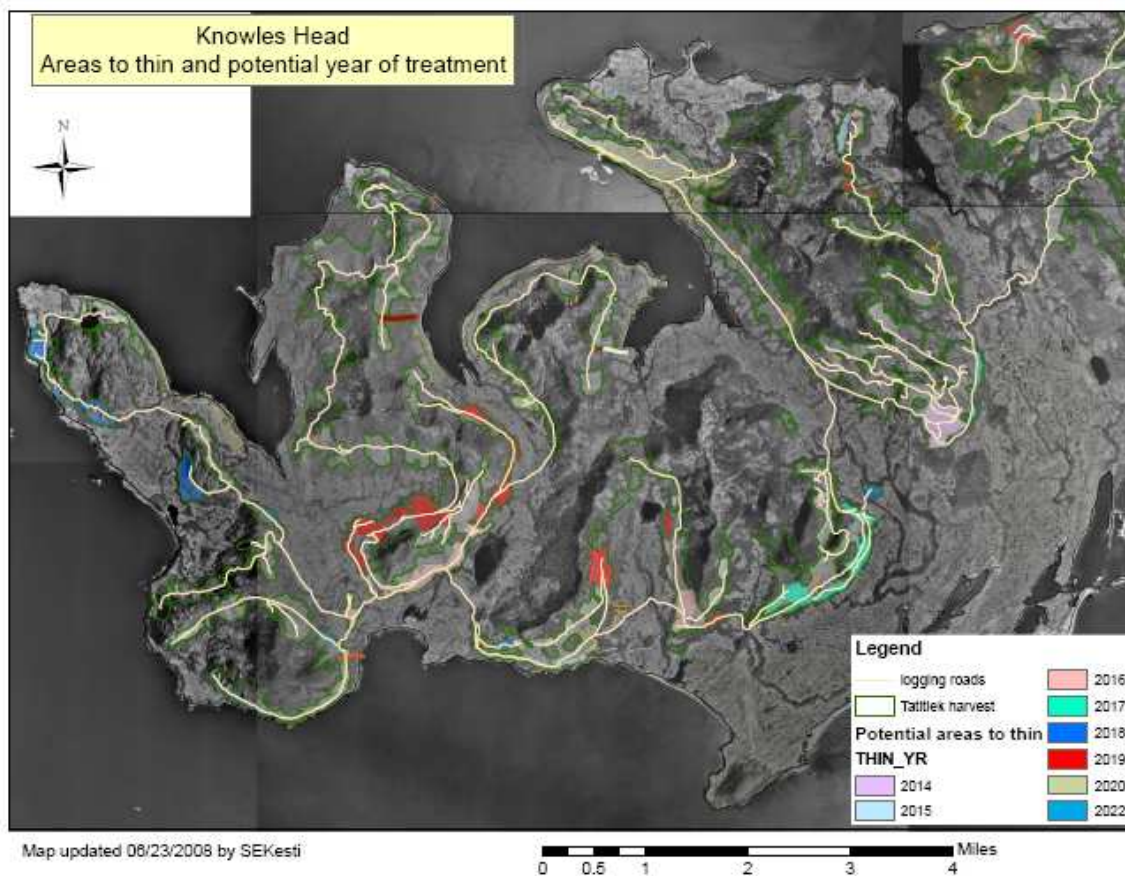 Knowles Head
Areas to thin and potential year of treatment
N
Legend
logging roads
Tatitlek harvest
Potential areas to thin
THIN_YR
2014
2015
2016
2017
2018
2019
2020
2022
Map updated 06/23/2008 by SEKesti
Miles
0 0.5 1 2 3 4